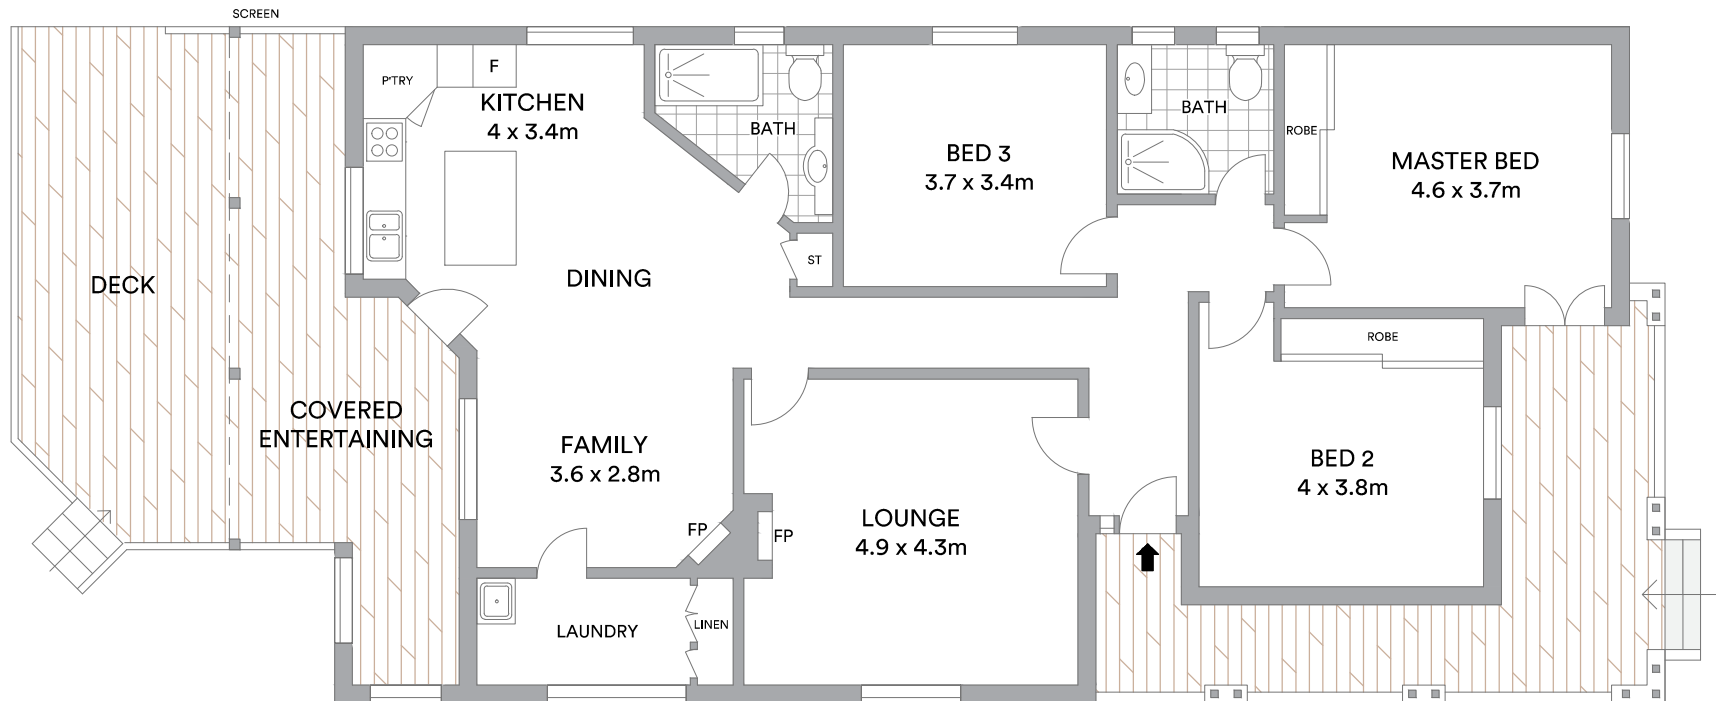 SCREEN
P'TRY
F
KITCHEN
4 x 3.4m
BATH
BED 3
3.7 x 3.4m
BATH
ROBE
MASTER BED
4.6 x 3.7m
DECK
DINING
ST
ROBE
COVERED
ENTERTAINING
FAMILY
3.6 x 2.8m
BED 2
4 x 3.8m
FP
FP
LOUNGE
4.9 x 4.3m
LAUNDRY
LINEN